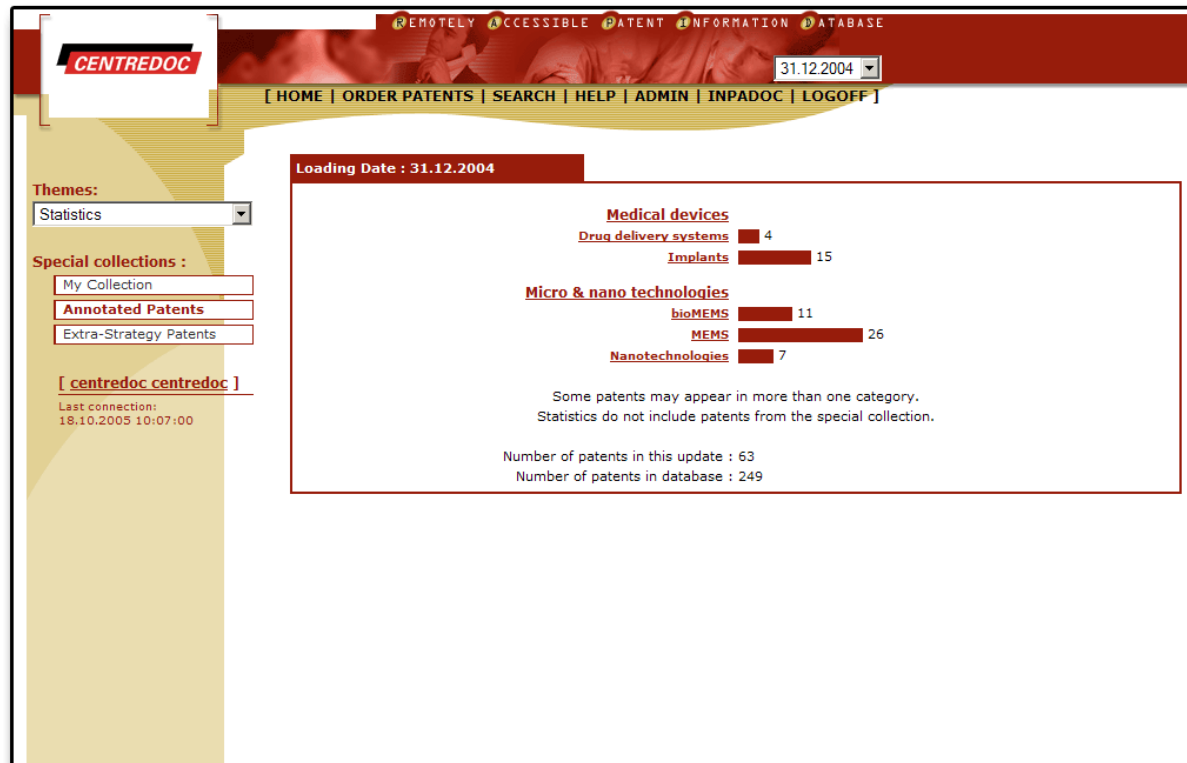 REMOTELY ACCESSIBLE PATENT INFORMATION DATABASE
CENTREDOC
31.12.2004
[ HOME | ORDER PATENTS | SEARCH | HELP | ADMIN | INPADOC | LOGOFF ]
Loading Date : 31.12.2004
Themes:
Statistics
Special collections :
My Collection
Annotated Patents
Extra-Strategy Patents
[ centredoc centredoc ]
Last connection:
18.10.2005 10:07:00
Medical devices
Drug delivery systems 4
Implants 15
Micro & nano technologies
bioMEMS 11
MEMS 26
Nanotechnologies 7
Some patents may appear in more than one category.
Statistics do not include patents from the special collection.
Number of patents in this update : 63
Number of patents in database : 249